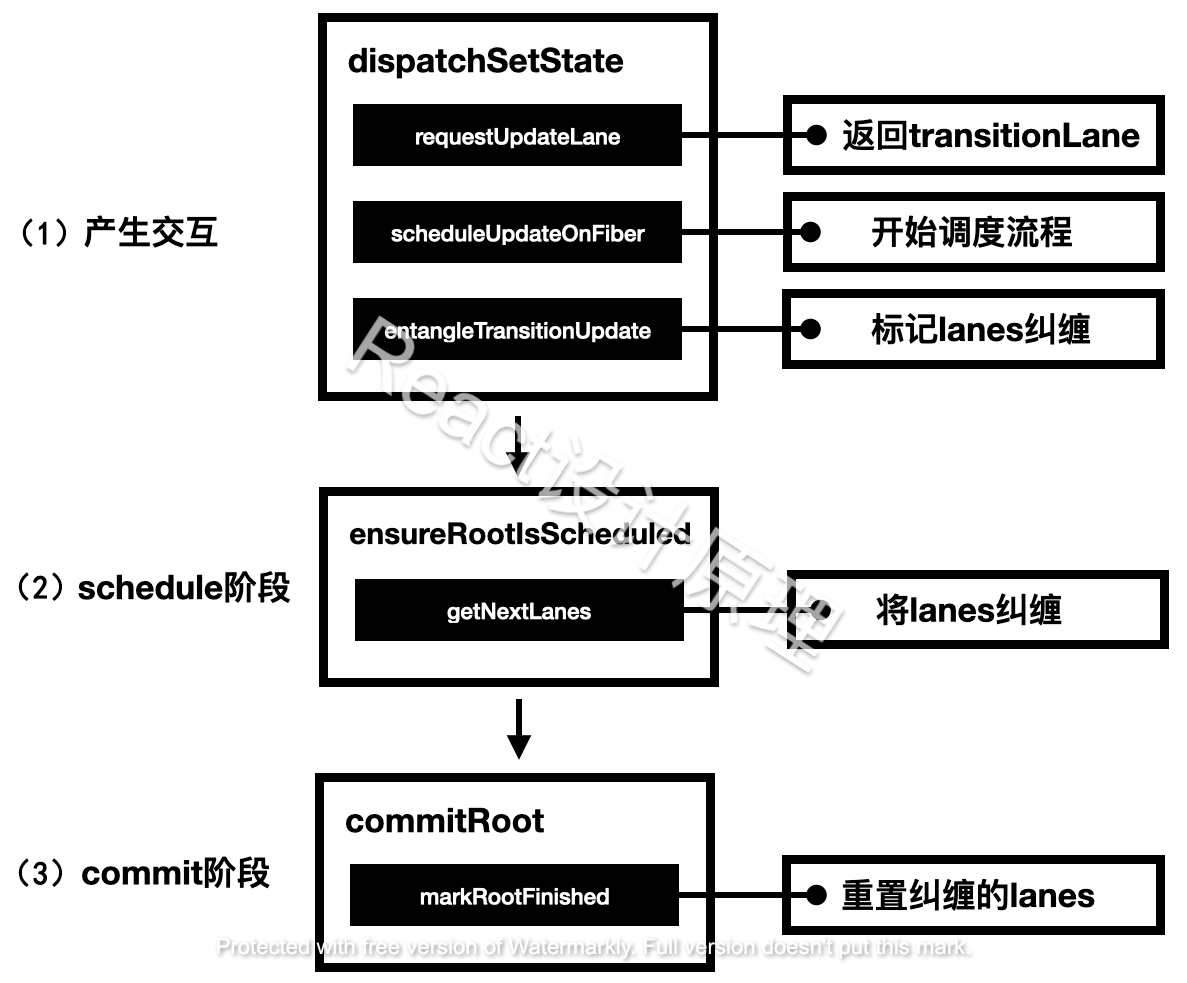 dispatchSetState
requestUpdateLane
返回transitionLane
（1）产生交互
scheduleUpdateOnFiber
开始调度流程
entangleTransitionUpdate
标记lanes纠缠
React设计原理
ensureRootIsScheduled
（2）schedule阶段
getNextLanes
将lanes纠缠
commitRoot
（3）commit阶段
markRootFinished
重置纠缠的lanes
Protected with free version of Watermarkly. Full version doesn't put this mark.